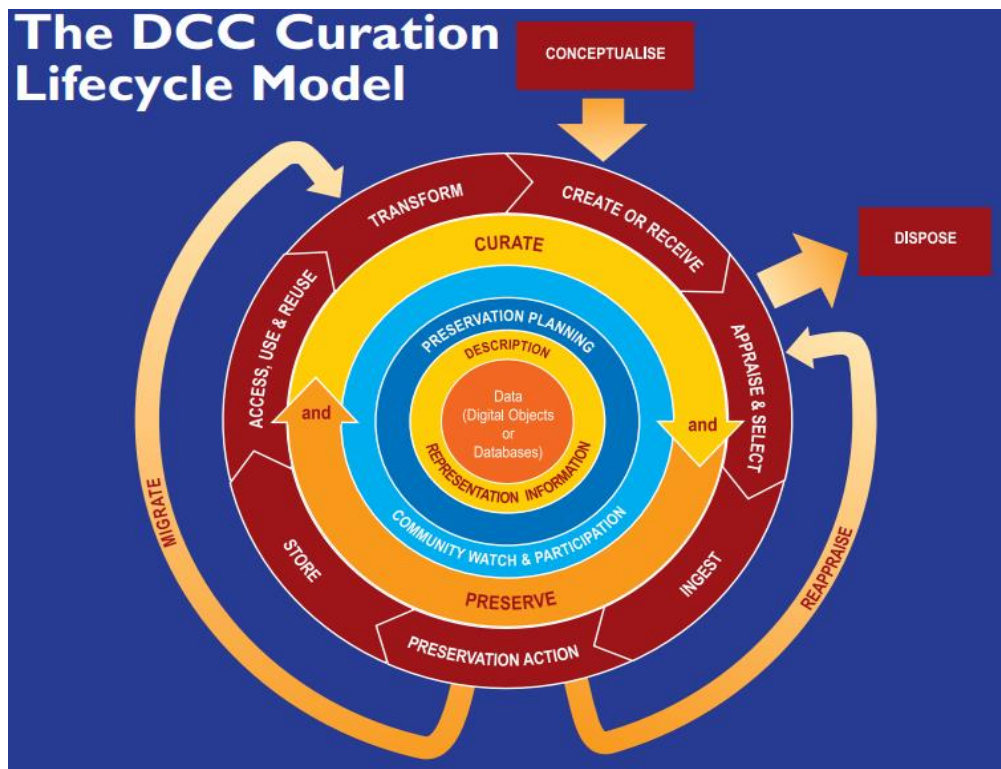 The DCC Curation
Lifecycle Model
CONCEPTUALISE
TRANSFORM
CREATE OR RECEIVE
DISPOSE
CURATE
ACCESS, USE & REUSE
APPRAISE & SELECT
PRESERVATION PLANNING
DESCRIPTION
Data
(Digital Objects
or
Databases)
and
and
REPRESENTATION INFORMATION
COMMUNITY WATCH & PARTICIPATION
MIGRATE
STORE
PRESERVE
INGEST
REAPPRAISE
PRESERVATION ACTION